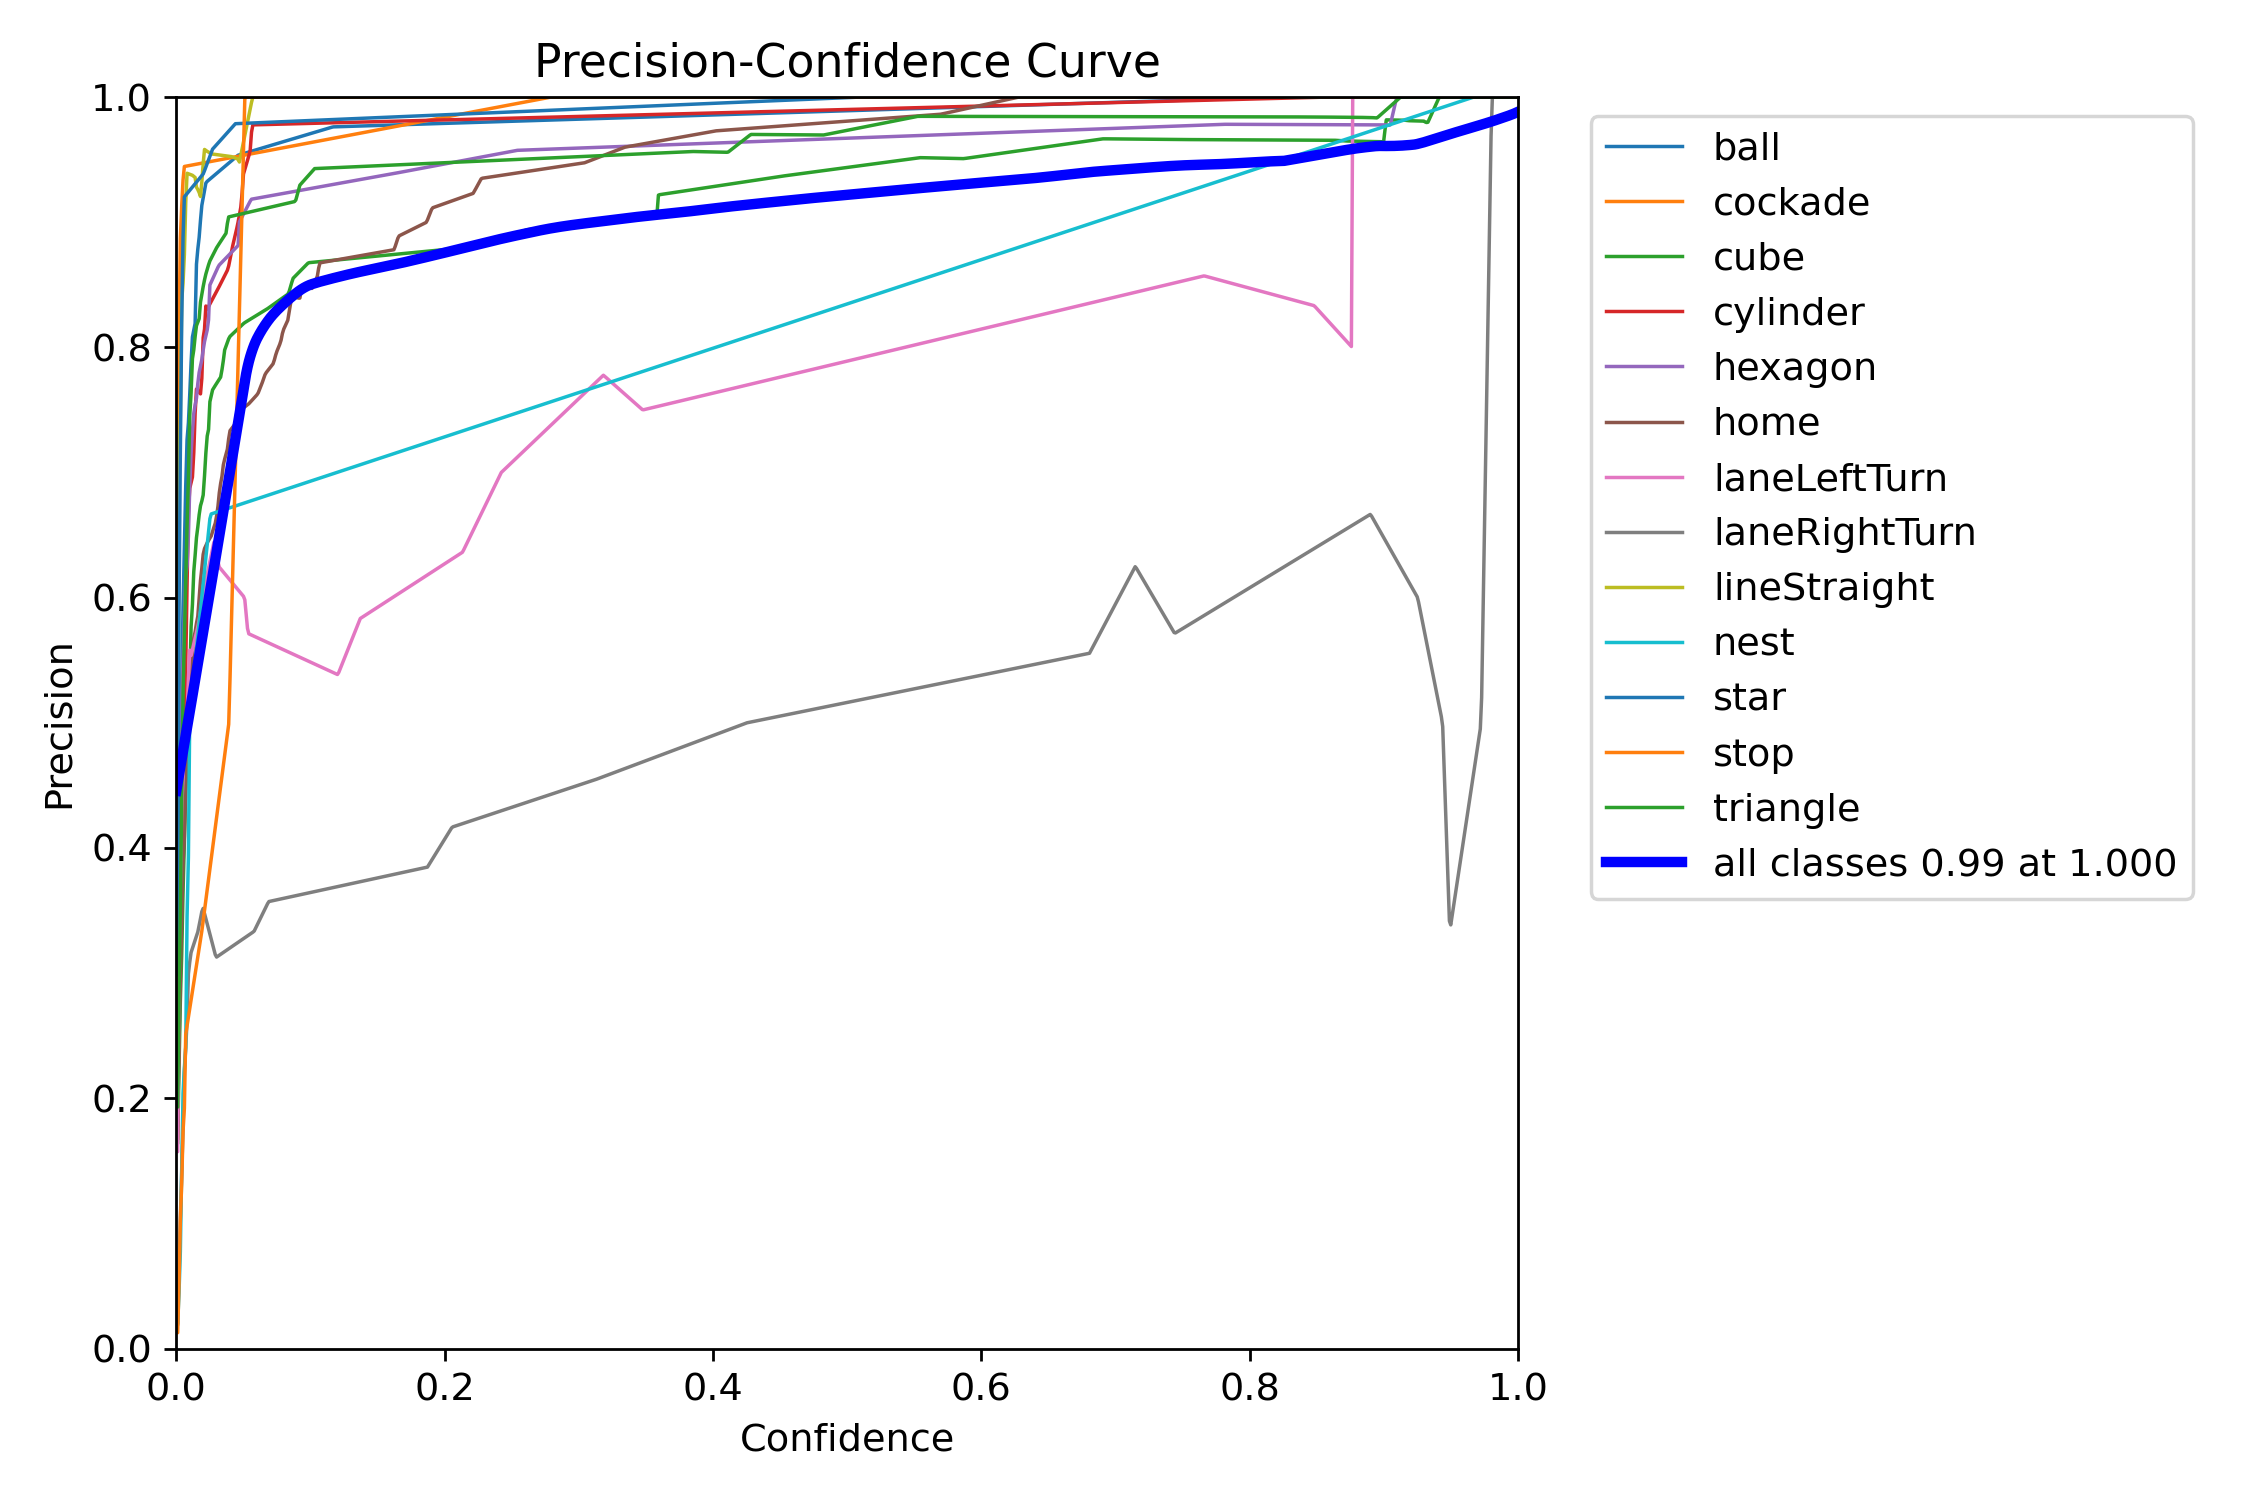 Precision-Confidence Curve
1.0
0.8
0.6
0.4
0.2
0.0
Precision
0.0 0.2 0.4 0.6 0.8 1.0
Confidence
ball
cockade
cube
cylinder
hexagon
home
laneLeftTurn
laneRightTurn
lineStraight
nest
star
stop
triangle
all classes 0.99 at 1.000